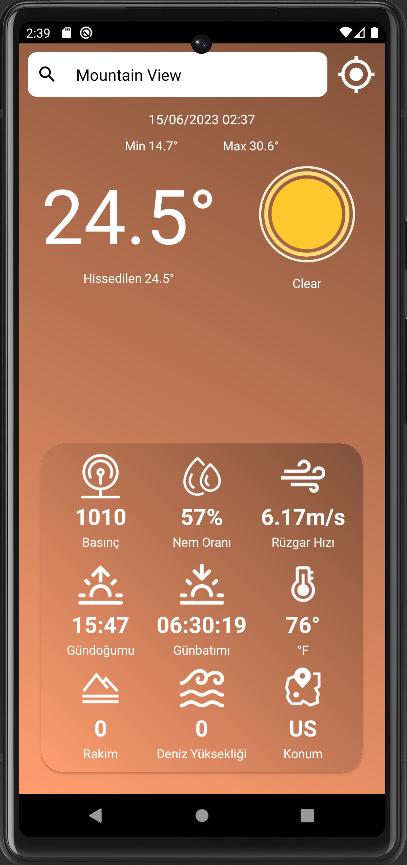 2:39
Mountain View
15/06/2023 02:37
Min 14.7° Max 30.6°
24.5°
Hissedilen 24.5°
Clear
1010 57% 6.17m/s
Basınç Nem Oranı Rüzgar Hızı
15:47 06:30:19 76°
Gündoğumu Günbatımı °F
0 0 US
Rakım Deniz Yüksekliği Konum